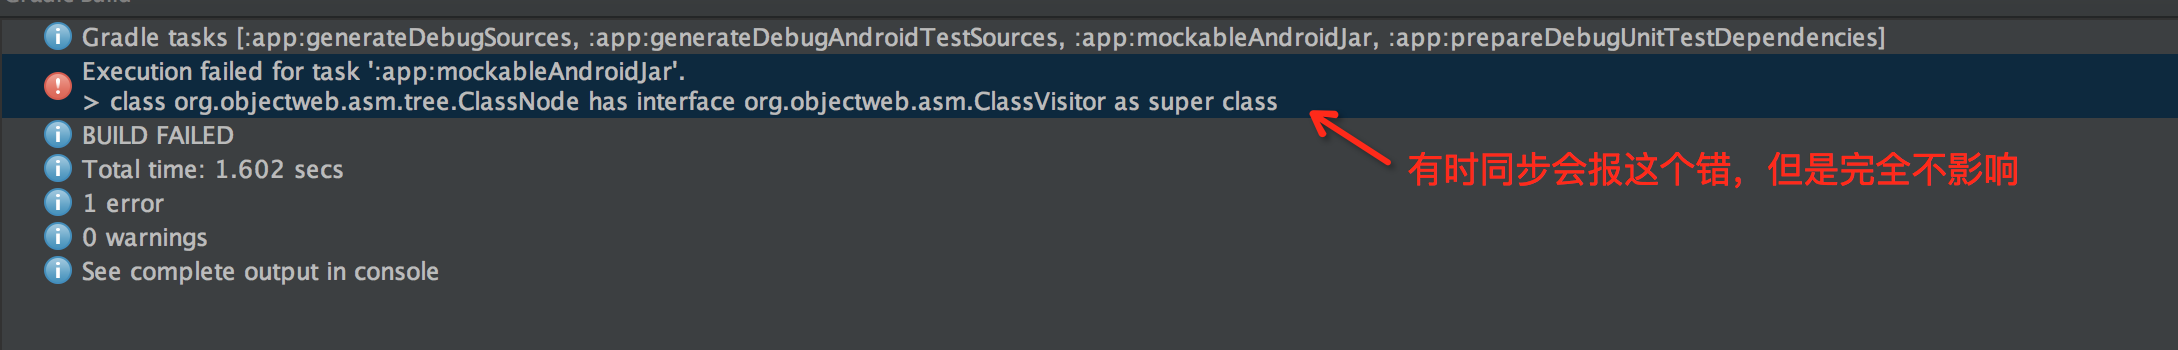 Gradle Build
Gradle tasks [:app:generateDebugSources, :app:generateDebugAndroidTestSources, :app:mockableAndroidJar, :app:prepareDebugUnitTestDependencies]
Execution failed for task ':app:mockableAndroidJar'.
> class org.objectweb.asm.tree.ClassNode has interface org.objectweb.asm.ClassVisitor as super class
BUILD FAILED
有时同步会报这个错，但是完全不影响
Total time: 1.602 secs
1 error
0 warnings
See complete output in console